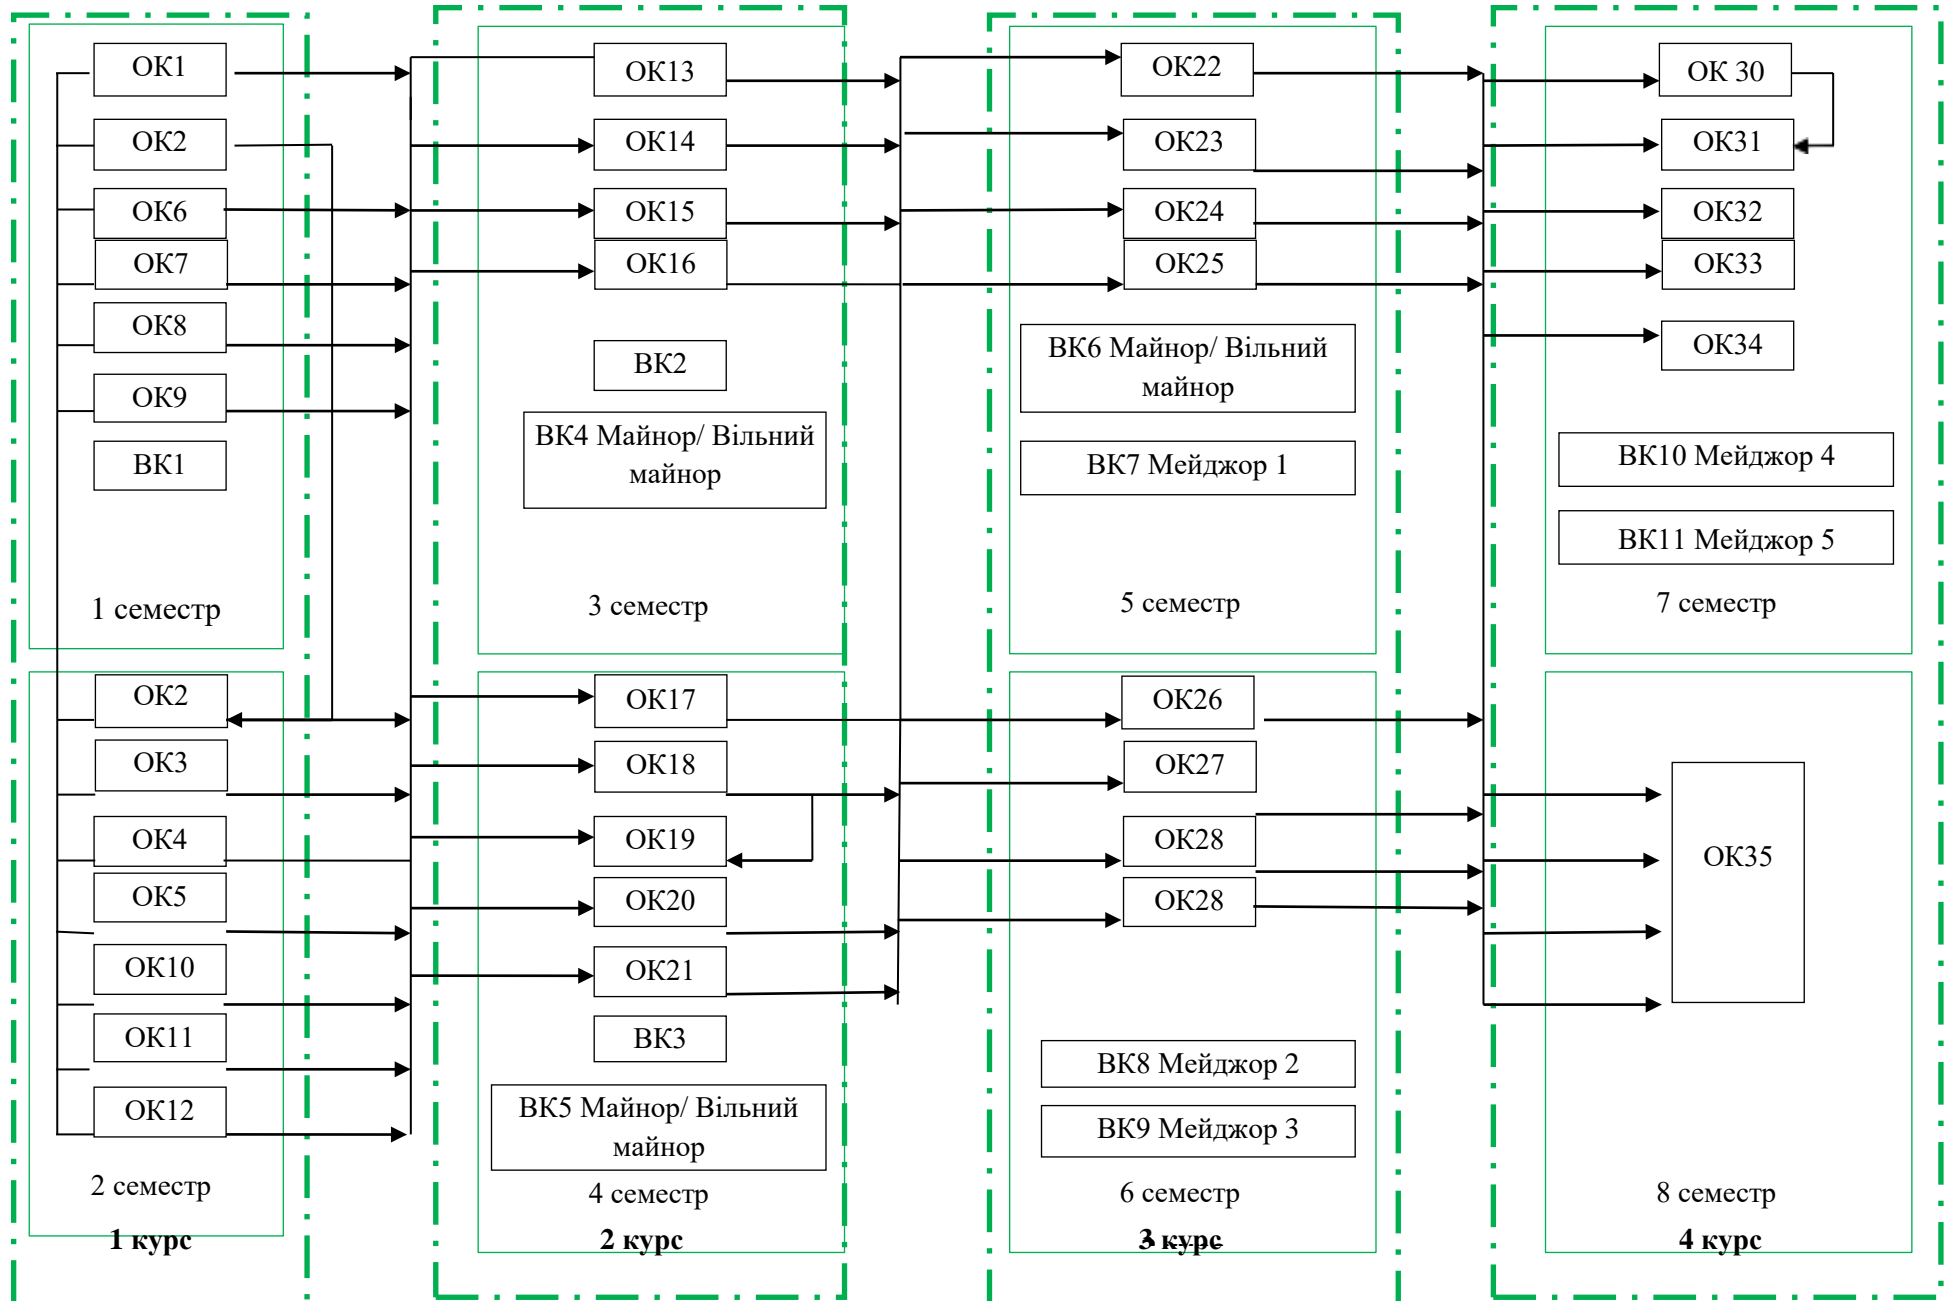 ОК1
ОК2
ОК6
ОК7
ОК8
ОК9
ВК1
1 семестр
ОК2
ОК3
ОК4
ОК5
ОК10
ОК11
ОК12
2 семестр
1 курс
ОК13
ОК14
ОК15
ОК16
ВК2
ВК4 Майнор/ Вільний
майнор
3 семестр
ОК17
ОК18
ОК19
ОК20
ОК21
ВК3
ВК5 Майнор/ Вільний
майнор
4 семестр
2 курс
ОК22
ОК23
ОК24
ОК25
ВК6 Майнор/ Вільний
майнор
ВК7 Мейджор 1
5 семестр
ОК26
ОК27
ОК28
ОК28
ВК8 Мейджор 2
ВК9 Мейджор 3
6 семестр
3 курс
ОК 30
ОК31
ОК32
ОК33
ОК34
ВК10 Мейджор 4
ВК11 Мейджор 5
7 семестр
ОК35
8 семестр
4 курс